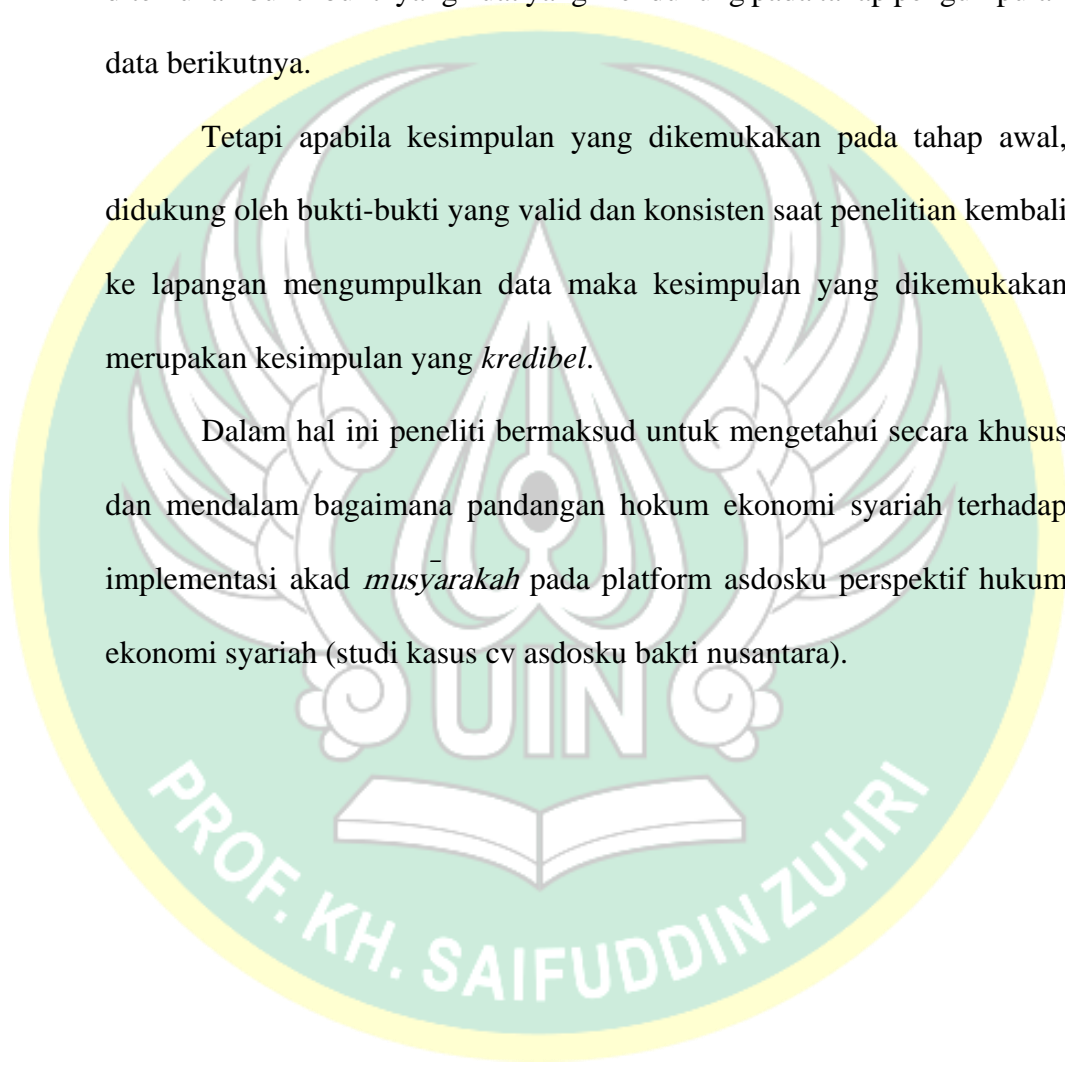 data berikutnya.
Tetapi apabila kesimpulan yang dikemukakan pada tahap awal,
didukung oleh bukti-bukti yang valid dan konsisten saat penelitian kembali
ke lapangan mengumpulkan data maka kesimpulan yang dikemukakan
merupakan kesimpulan yang kredibel.
Dalam hal ini peneliti bermaksud untuk mengetahui secara khusus
dan mendalam bagaimana pandangan hokum ekonomi syariah terhadap
implementasi akad musyārakah pada platform asdosku perspektif hukum
ekonomi syariah (studi kasus cv asdosku bakti nusantara).
UIN
PROF. KH. SAIFUDDIN ZUHRI